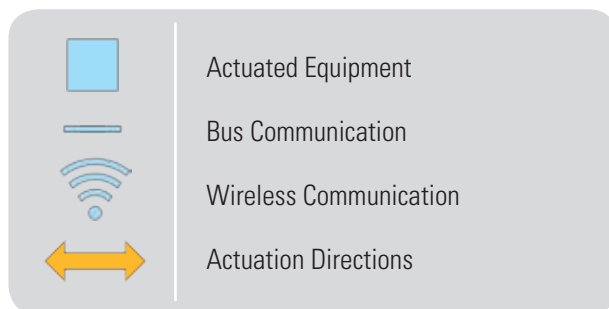 Actuated Equipment
Bus Communication
Wireless Communication
Actuation Directions